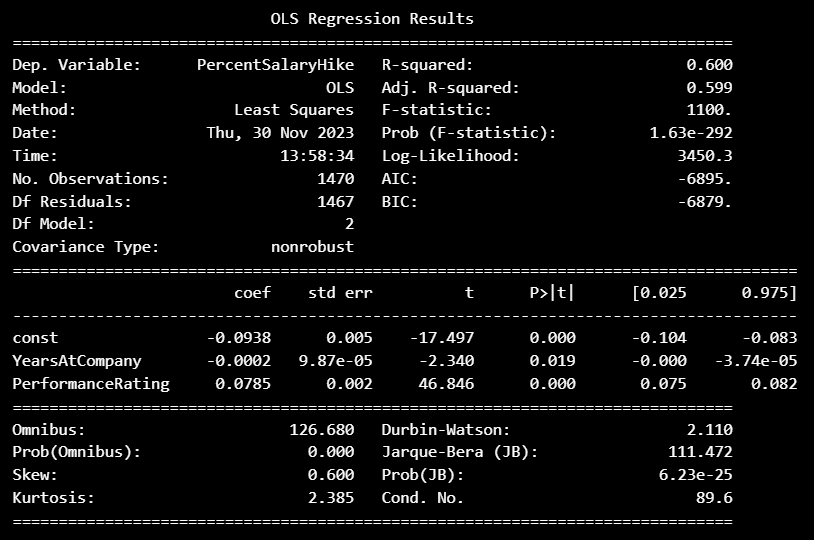 OLS Regression Results
==============================================================================
Dep. Variable: PercentSalaryHike R-squared: 0.600
Model: OLS Adj. R-squared: 0.599
Method: Least Squares F-statistic: 1100.
Date: Thu, 30 Nov 2023 Prob (F-statistic): 1.63e-292
Time: 13:58:34 Log-Likelihood: 3450.3
No. Observations: 1470 AIC: -6895.
Df Residuals: 1467 BIC: -6879.
Df Model: 2
Covariance Type: nonrobust
=====================================================================================
coef std err t P>|t| [0.025 0.975]
-------------------------------------------------------------------------------------
const -0.0938 0.005 -17.497 0.000 -0.104 -0.083
YearsAtCompany -0.0002 9.87e-05 -2.340 0.019 -0.000 -3.74e-05
PerformanceRating 0.0785 0.002 46.846 0.000 0.075 0.082
==============================================================================
Omnibus: 126.680 Durbin-Watson: 2.110
Prob(Omnibus): 0.000 Jarque-Bera (JB): 111.472
Skew: 0.600 Prob(JB): 6.23e-25
Kurtosis: 2.385 Cond. No. 89.6
==============================================================================